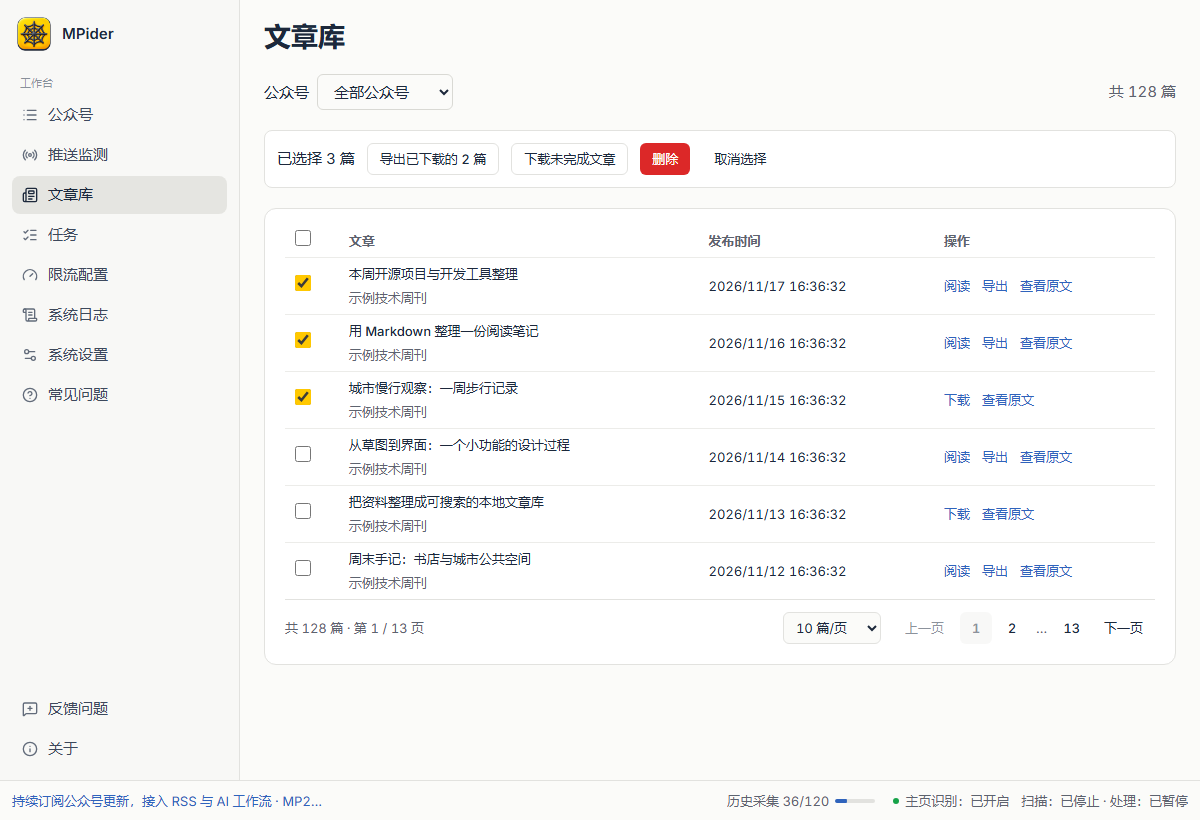 MPider
工作台
公众号
推送监测
文章库
任务
限流配置
系统日志
系统设置
常见问题
反馈问题
关于
文章库
公众号 全部公众号 共 128 篇
已选择 3 篇 导出已下载的 2 篇 下载未完成文章 删除 取消选择
文章 发布时间 操作
本周开源项目与开发工具整理
示例技术周刊
2026/11/17 16:36:32 阅读 导出 查看原文
用 Markdown 整理一份阅读笔记
示例技术周刊
2026/11/16 16:36:32 阅读 导出 查看原文
城市慢行观察：一周步行记录
示例技术周刊
2026/11/15 16:36:32 下载 查看原文
从草图到界面：一个小功能的设计过程
示例技术周刊
2026/11/14 16:36:32 阅读 导出 查看原文
把资料整理成可搜索的本地文章库
示例技术周刊
2026/11/13 16:36:32 下载 查看原文
周末手记：书店与城市公共空间
示例技术周刊
2026/11/12 16:36:32 阅读 导出 查看原文
共 128 篇 · 第 1 / 13 页 10 篇/页 上一页 1 2 ... 13 下一页
持续订阅公众号更新，接入 RSS 与 AI 工作流 · MP2... 历史采集 36/120 主页识别：已开启 扫描：已停止 · 处理：已暂停